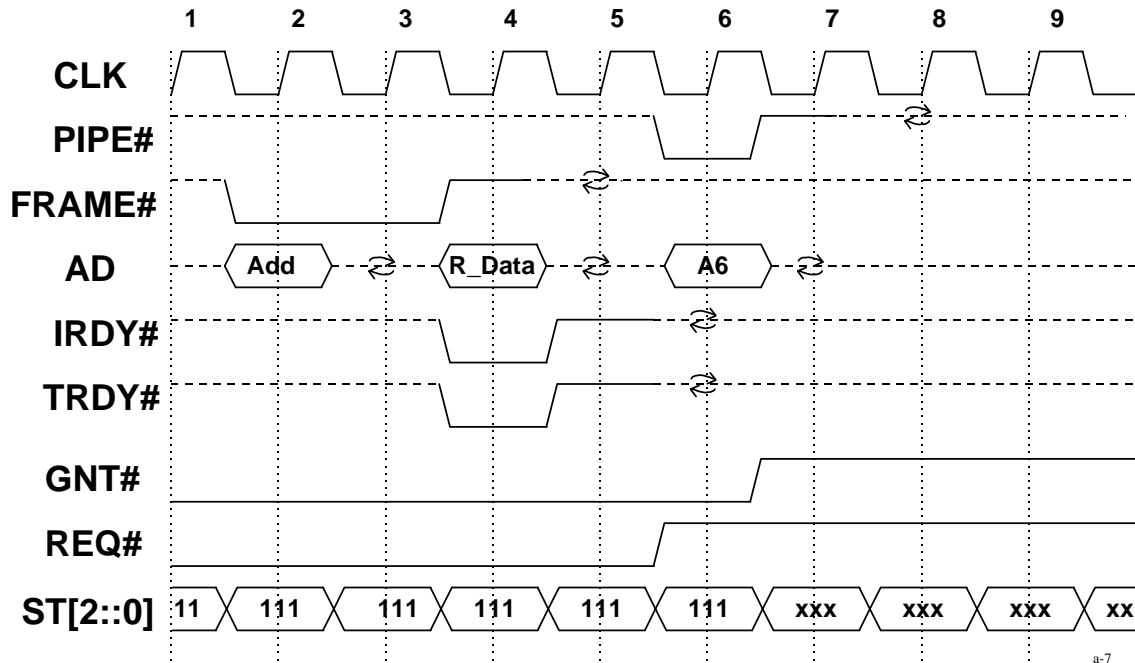 1 2 3 4 5 6 7 8 9
CLK
PIPE#
FRAME#
AD Add R_Data A6
IRDY#
TRDY#
GNT#
REQ#
ST[2::0] 11 111 111 111 111 111 xxx xxx xxx xx
a-7